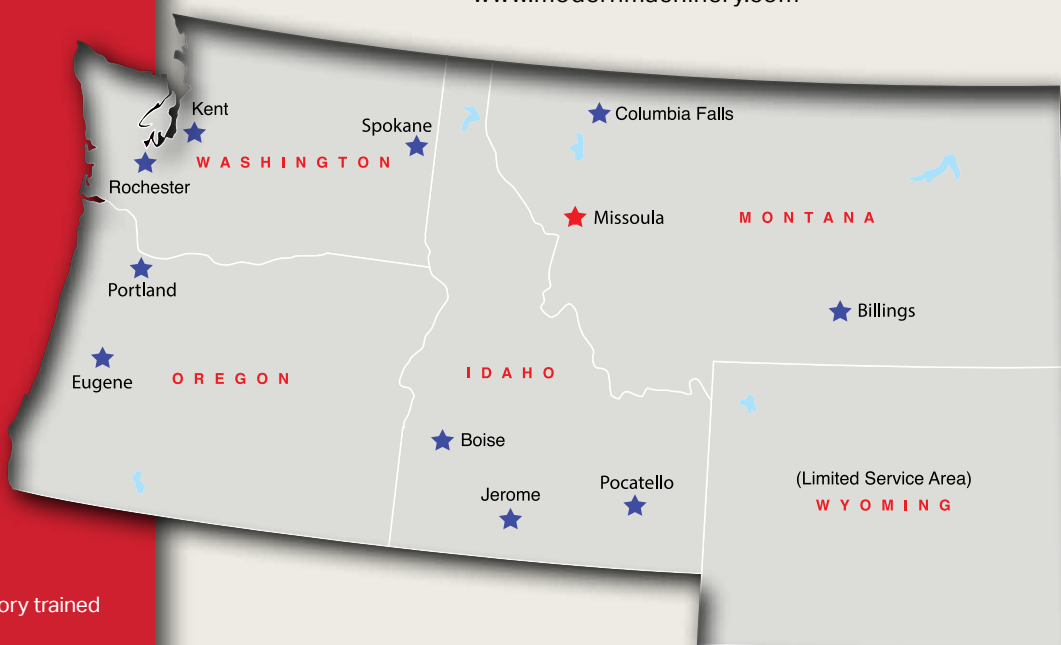 Kent
Spokane
Columbia Falls
WASHINGTON
Rochester
Missoula
MONTANA
Portland
Billings
Eugene
OREGON
IDAHO
Boise
Jerome
Pocatello
(Limited Service Area)
WYOMING
ory trained